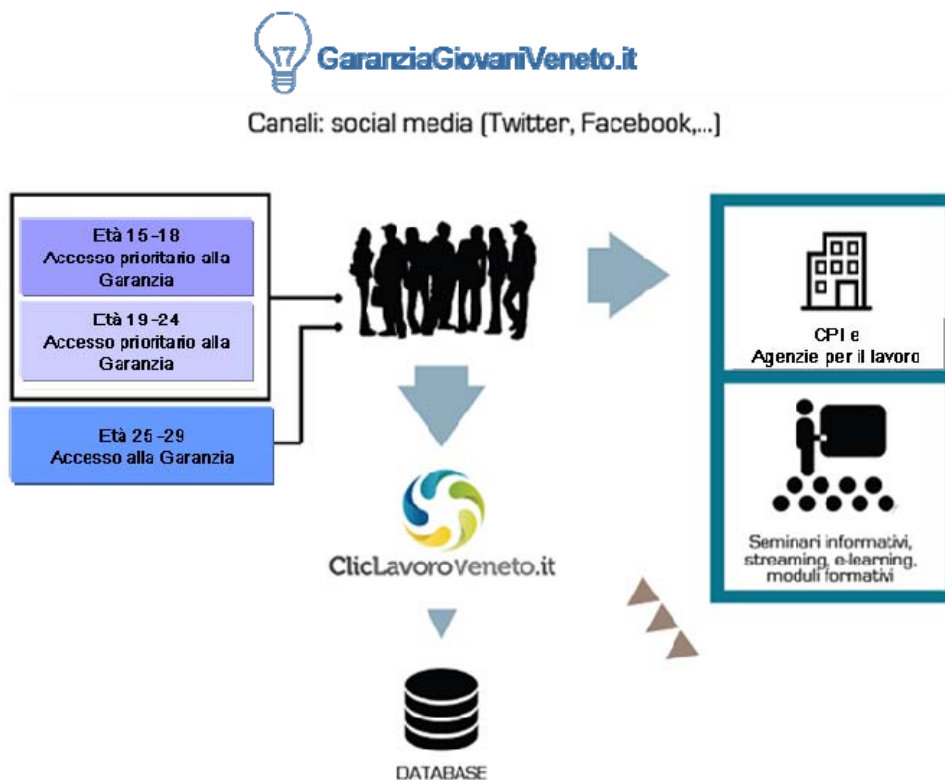 GaranziaGiovaniVeneto.it
Canali: social media (Twitter, Facebook,...)
Età 15-18
Accesso prioritario alla
Garanzia
Età 19-24
Accesso prioritario alla
Garanzia
Età 25-29
Accesso alla Garanzia
ClicLavoroVeneto.it
DATABASE
CPI e
Agenzie per il lavoro
Seminari informativi,
streaming, e-learning,
moduli formativi